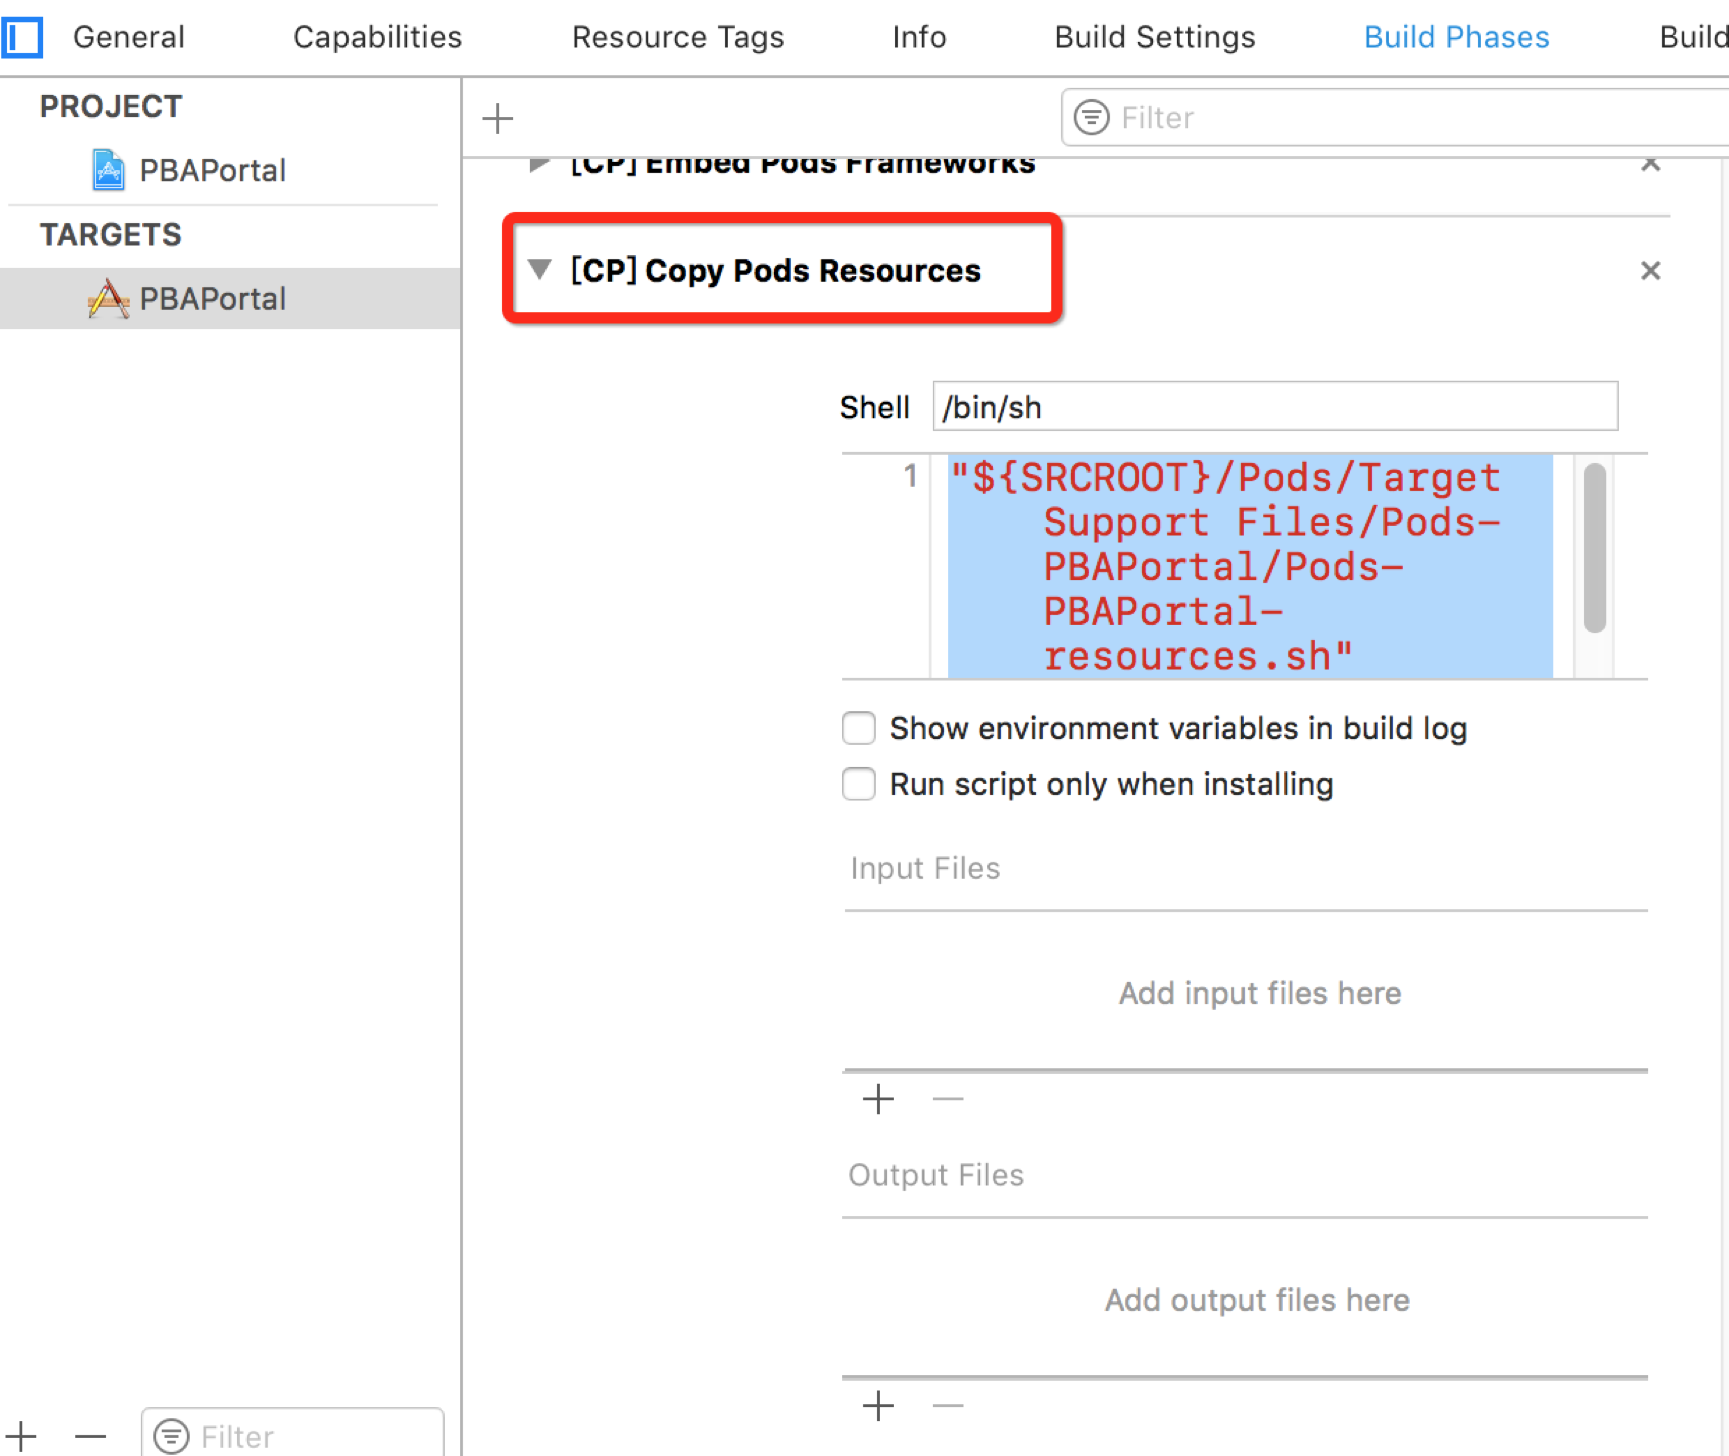 General Capabilities Resource Tags Info Build Settings Build Phases Build
PROJECT
PBAPortal
TARGETS
PBAPortal
Filter
[CP] Embed Pods Frameworks
[CP] Copy Pods Resources
Shell /bin/sh
1 "${SRCROOT}/Pods/Target
Support Files/Pods-
PBAPortal/Pods-
PBAPortal-
resources.sh"
Show environment variables in build log
Run script only when installing
Input Files
Add input files here
Output Files
Add output files here
Filter